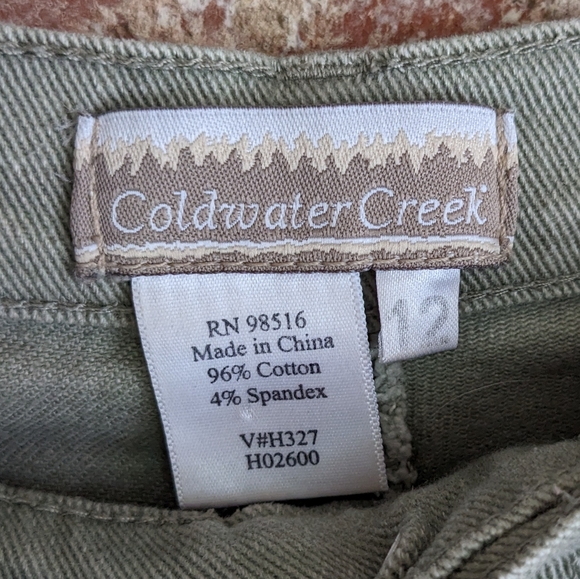 Coldwater Creek
12
RN 98516
Made in China
96% Cotton
4% Spandex
V#H327
H02600